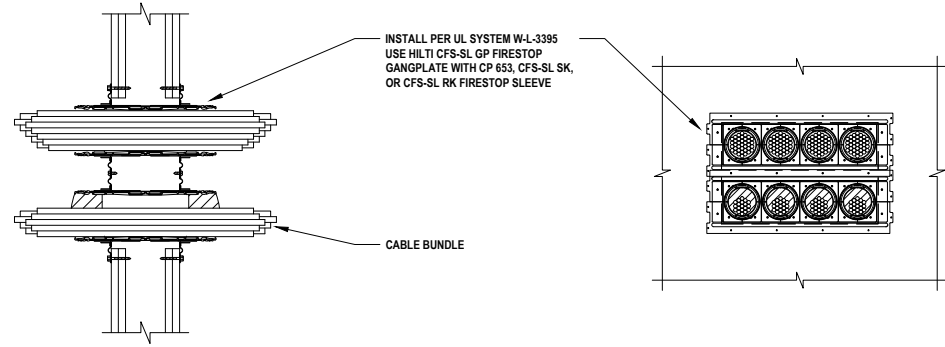 INSTALL PER UL SYSTEM W-L-3395
USE HILTI CFS-SL GP FIRESTOP
GANGPLATE WITH CP 653, CFS-SL SK,
OR CFS-SL RK FIRESTOP SLEEVE
CABLE BUNDLE